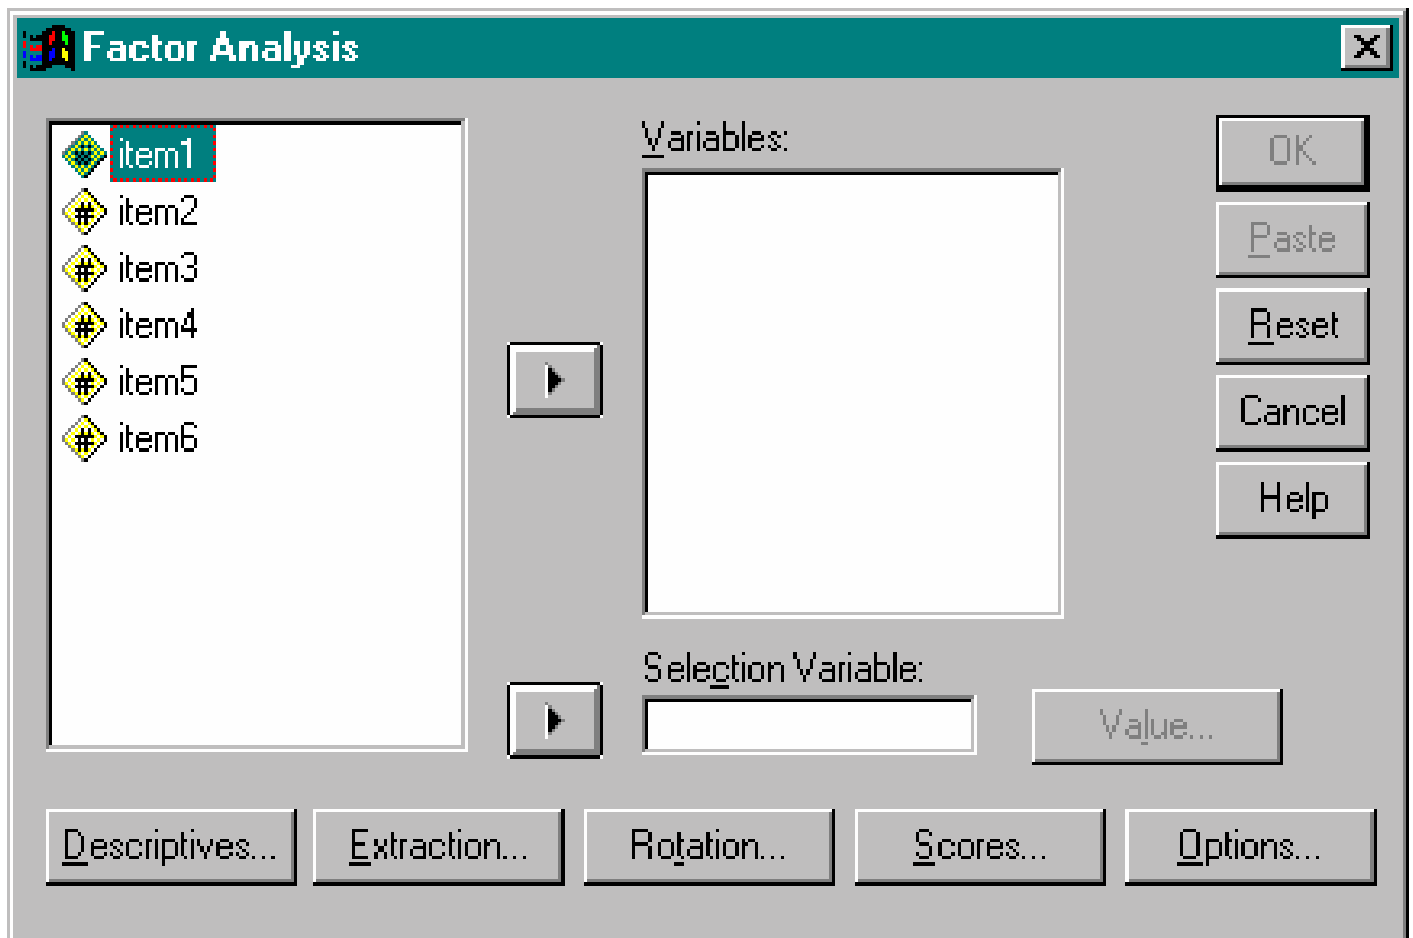 Factor Analysis
item1
item2
item3
item4
item5
item6
Variables:
Selection Variable:
OK
Paste
Reset
Cancel
Help
Value...
Descriptives...
Extraction...
Rotation...
Scores...
Options...